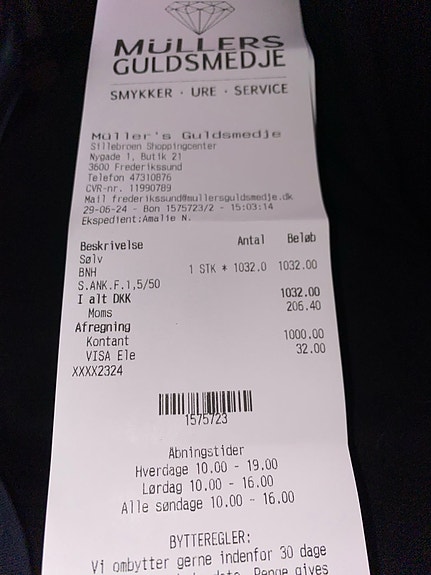 MÜLLERS
GULDSMEDJE
SMYKKER · URE · SERVICE
Müller's Guldsmedje
Sillebroen Shoppingcenter
Nygade 1, Butik 21
3600 Frederikssund
Telefon 47310876
CVR-nr. 11990789
Mail frederikssund@mullersguldsmedje.dk
29-06-24 - Bon 1575723/2 - 15:03:14
Ekspedient:Amalie N.
Beskrivelse Antal Beløb
Sølv
BNH 1 STK * 1032.0 1032.00
S.ANK.F.1,5/50
I alt DKK 1032.00
Moms 206.40
Afregning
Kontant 1000.00
VISA Ele 32.00
XXXX2324
1575723
Åbningstider
Hverdage 10.00 - 19.00
Lørdag 10.00 - 16.00
Alle søndage 10.00 - 16.00
BYTTEREGLER:
Vi ombytter gerne indenfor 30 dage
Penge gives